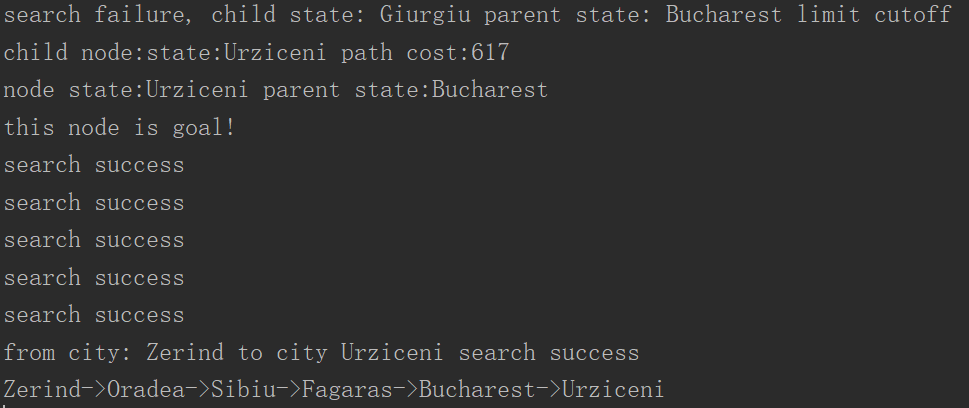 search failure, child state: Giurgiu parent state: Bucharest limit cutoff
child node:state:Urziceni path cost:617
node state:Urziceni parent state:Bucharest
this node is goal!
search success
search success
search success
search success
search success
from city: Zerind to city Urziceni search success
Zerind->Oradea->Sibiu->Fagaras->Bucharest->Urziceni